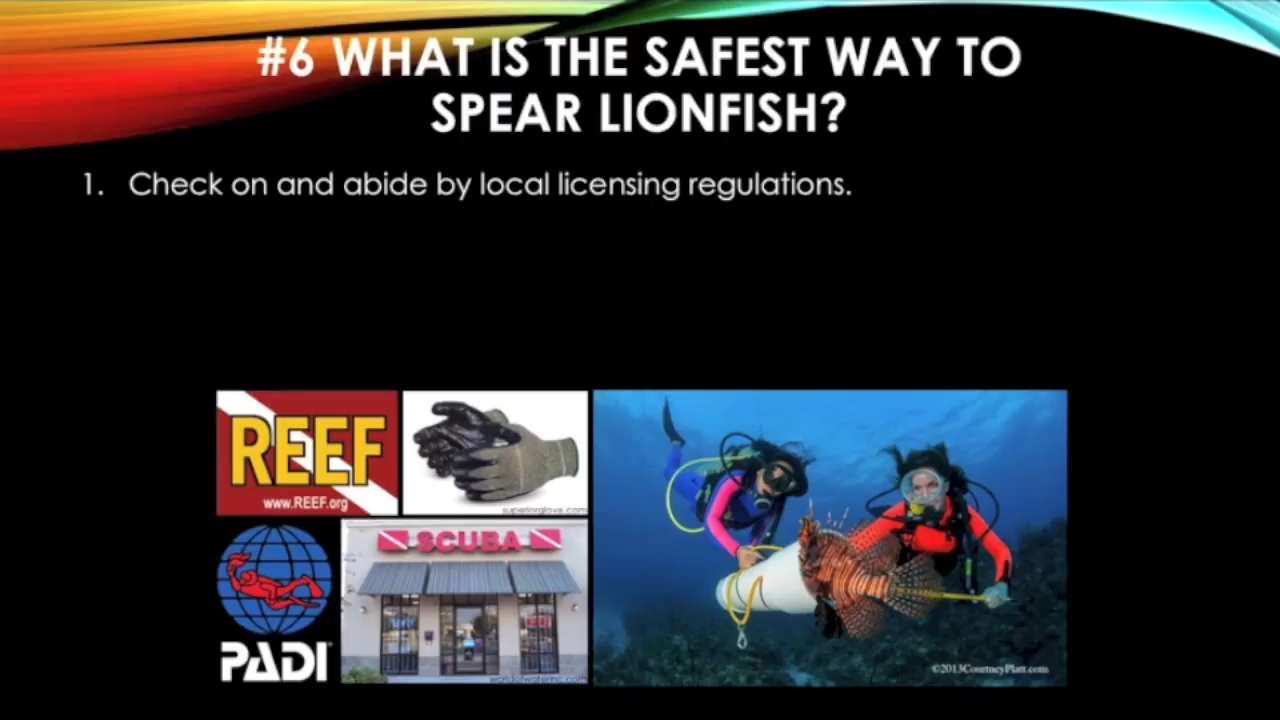 #6 WHAT IS THE SAFEST WAY TO
SPEAR LIONFISH?
1. Check on and abide by local licensing regulations.
REEF
www.REEF.org
superiorglove.com
SCUBA
PADI
©2013CourtneyPlatt.com